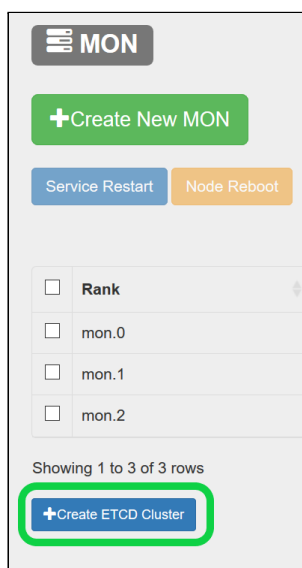 MON
+Create New MON
Service Restart Node Reboot
Rank
mon.0
mon.1
mon.2
Showing 1 to 3 of 3 rows
+Create ETCD Cluster